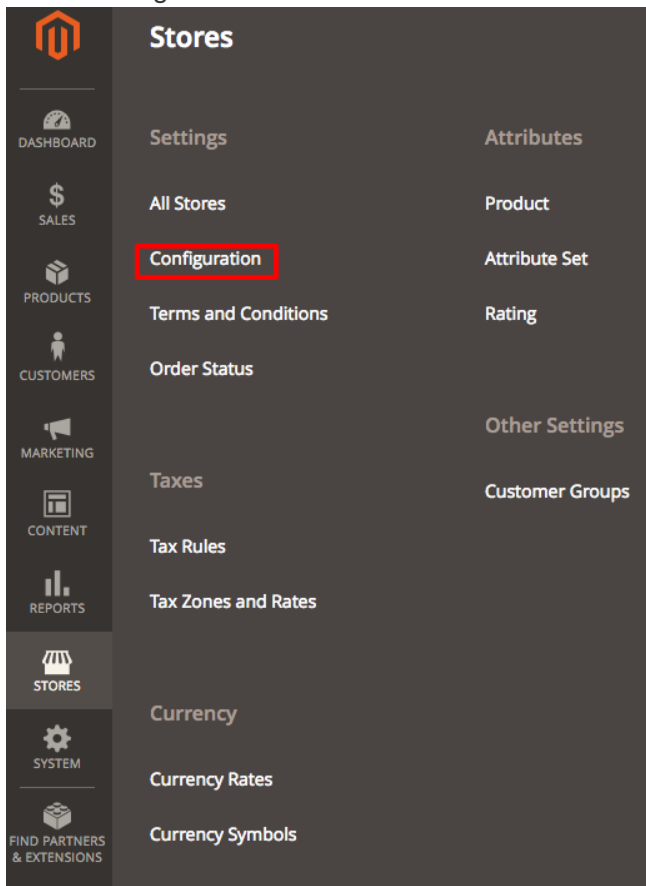 DASHBOARD
SALES
PRODUCTS
CUSTOMERS
MARKETING
CONTENT
REPORTS
STORES
SYSTEM
FIND PARTNERS
& EXTENSIONS
Stores
Settings
All Stores
Configuration
Terms and Conditions
Order Status
Taxes
Tax Rules
Tax Zones and Rates
Currency
Currency Rates
Currency Symbols
Attributes
Product
Attribute Set
Rating
Other Settings
Customer Groups